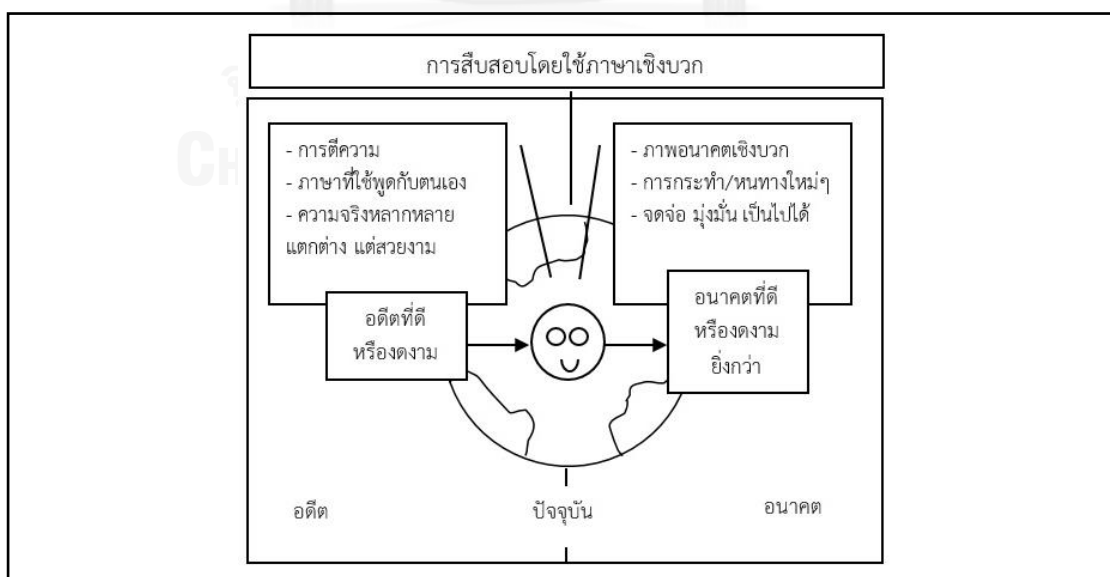 การสืบสอบโดยใช้ภาษาเชิงบวก
- การตีความ
- ภาษาที่ใช้พูดกับตนเอง
- ความจริงหลากหลาย
แตกต่าง แต่สวยงาม
- ภาพอนาคตเชิงบวก
- การกระทำ/หนทางใหม่ๆ
- จดจ่อ มุ่งมั่น เป็นไปได้
อดีตที่ดี
หรืองดงาม
อนาคตที่ดี
หรืองดงาม
ยิ่งกว่า
อดีต
ปัจจุบัน
อนาคต